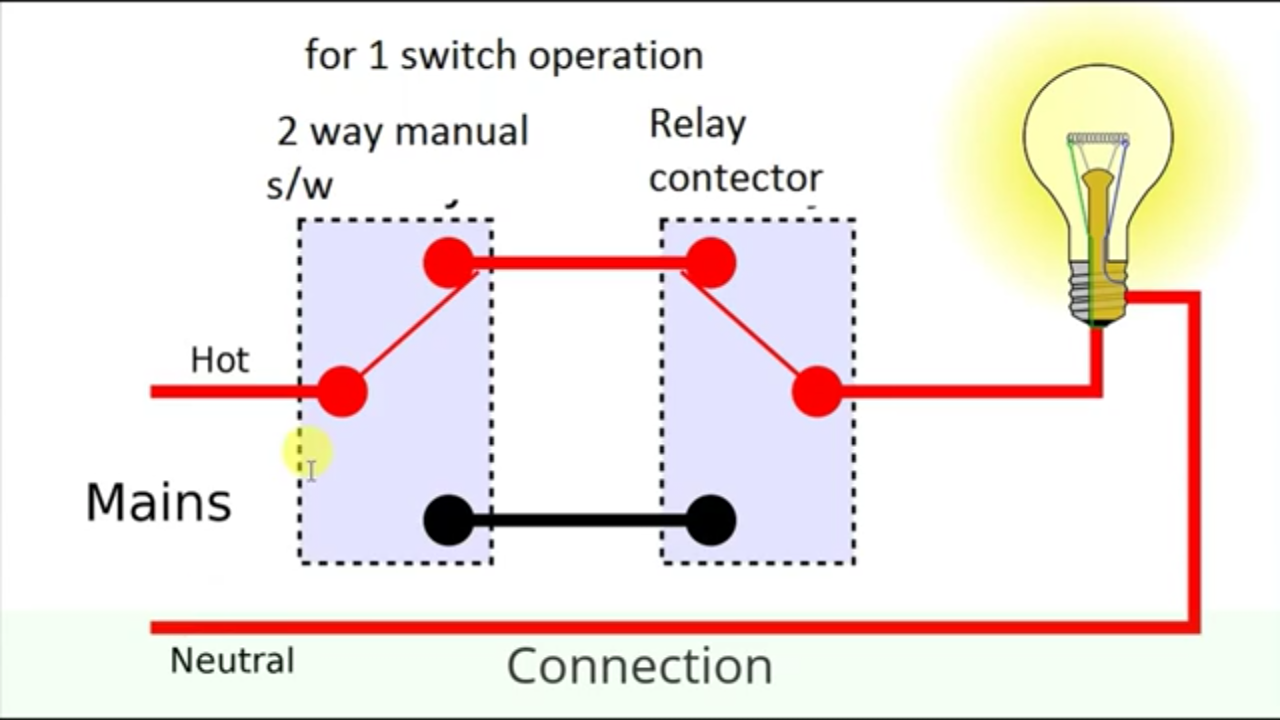 for 1 switch operation
2 way manual
s/w
Relay
contector
Hot
Mains
Neutral
Connection